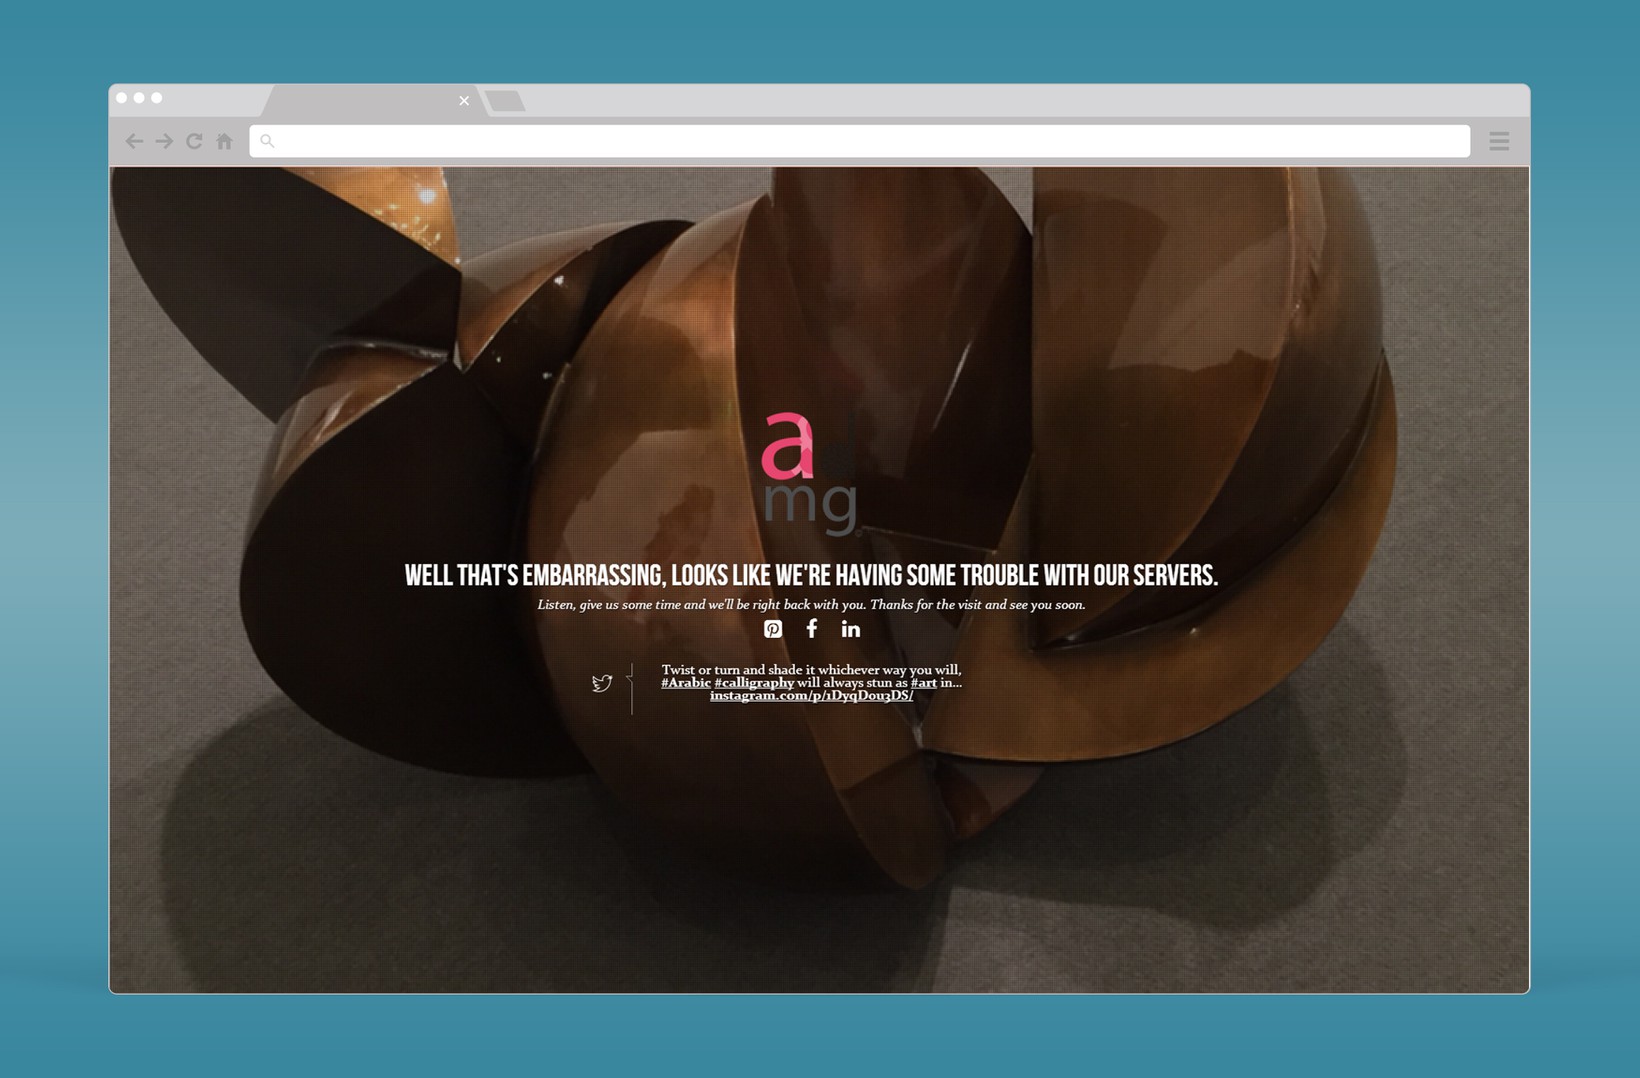 ad
mg
WELL THAT'S EMBARRASSING, LOOKS LIKE WE'RE HAVING SOME TROUBLE WITH OUR SERVERS.
Listen, give us some time and we'll be right back with you. Thanks for the visit and see you soon.
Twist or turn and shade it whichever way you will,
#Arabic #calligraphy will always stun as #art in...
instagram.com/p/1DyqDou3DS/